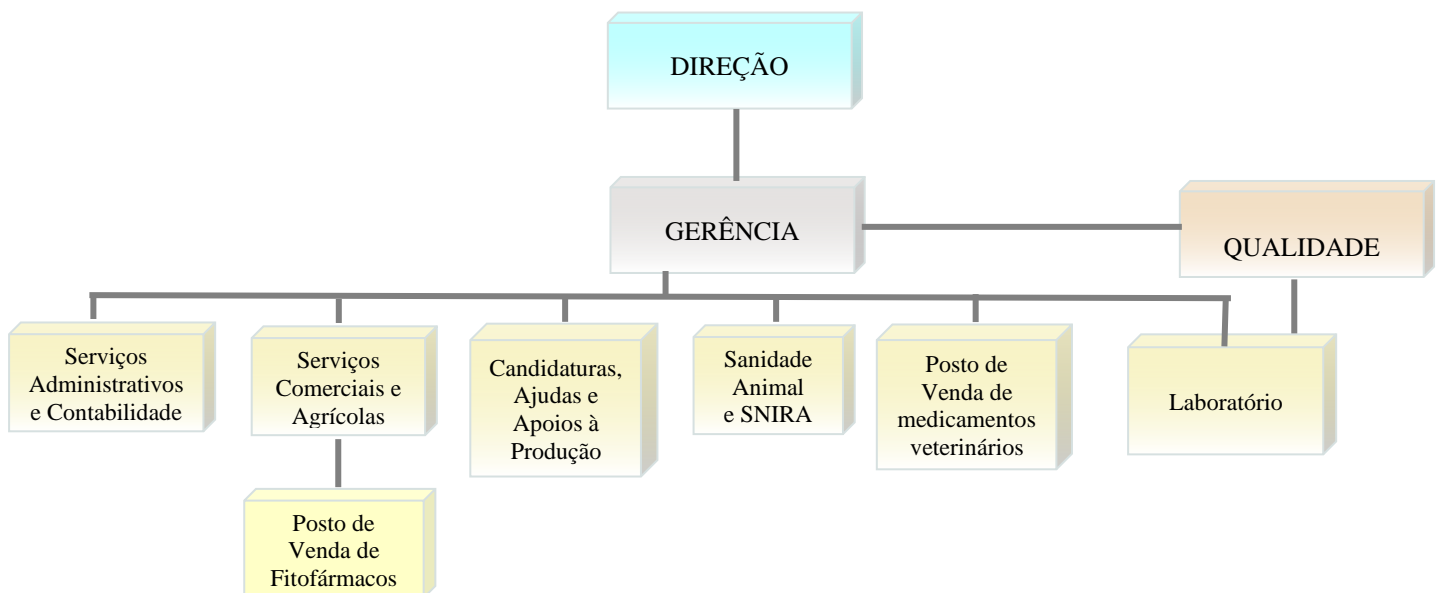 DIREÇÃO
GERÊNCIA
QUALIDADE
Serviços
Administrativos
e Contabilidade
Serviços
Comerciais e
Agrícolas
Candidaturas,
Ajudas e
Apoios à
Produção
Sanidade
Animal
e SNIRA
Posto de
Venda de
medicamentos
veterinários
Laboratório
Posto de
Venda de
Fitofármacos